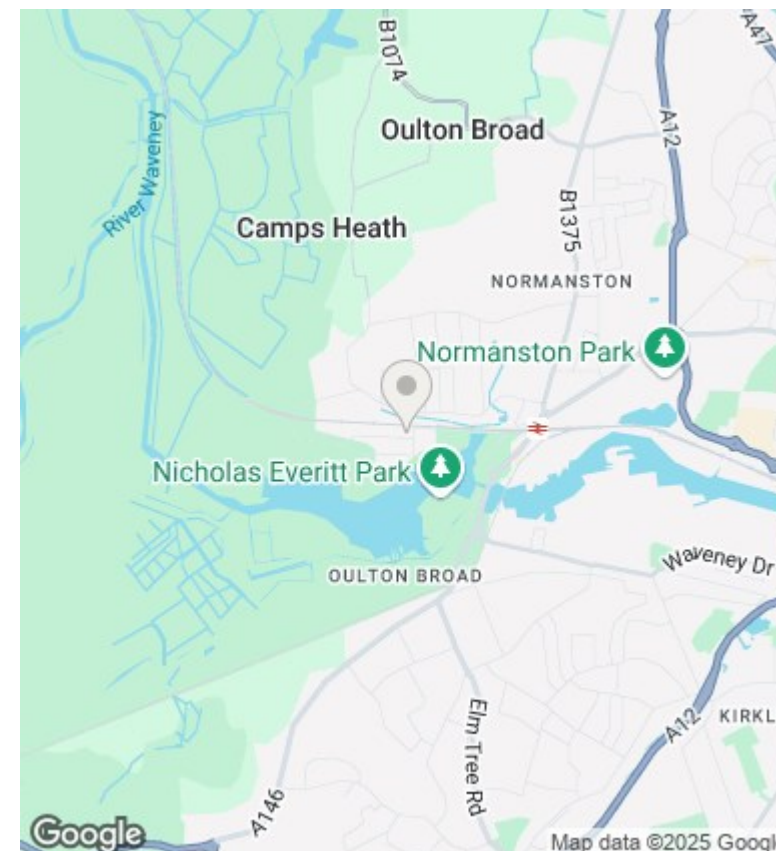 B1074
A47
A12
Oulton Broad
River Waveney
B1375
Camps Heath
NORMANSTON
Normanston Park
Nicholas Everitt Park
OULTON BROAD
Waveney Dr
Elm Tree Rd
A12
KIRKL
A146
Google
Map data ©2025 Googl